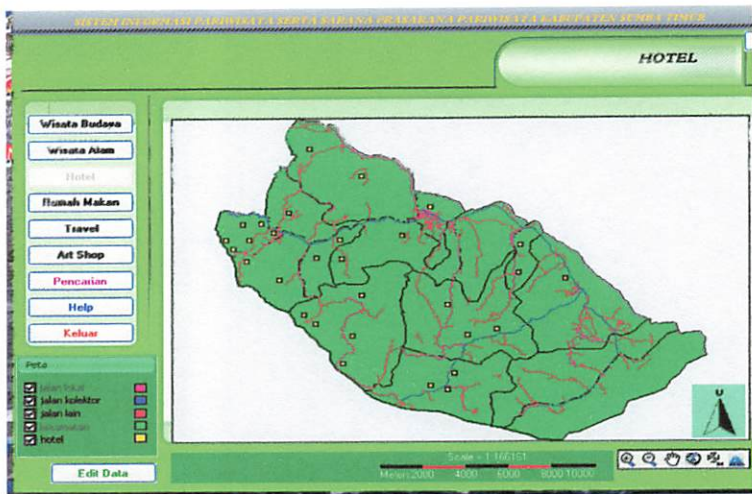 SISTEM INFORMASI PARIWISATA SERTA SARANA PRASARANA PARIWISATA KABUPATEN SUMBA TIMUR
HOTEL
Wisata Budaya
Wisata Alam
Hotel
Rumah Makan
Travel
Art Shop
Pencarian
Help
Keluar
Peta
jalan lokal
jalan kolektor
jalan lain
kecamatan
hotel
Edit Data
U
Scale = 1:166151
Meters 2000 4000 6000 8000 10000